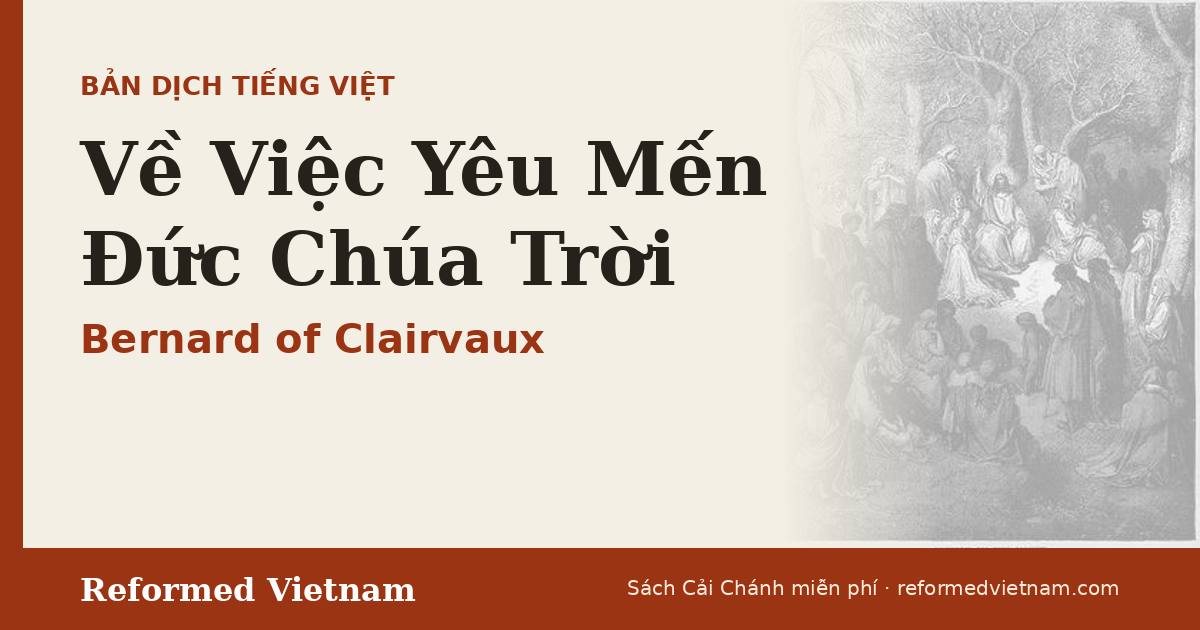 BẢN DỊCH TIẾNG VIỆT
Về Việc Yêu Mến
Đức Chúa Trời
Bernard of Clairvaux
Reformed Vietnam
Sách Cải Chánh miễn phí · reformedvietnam.com